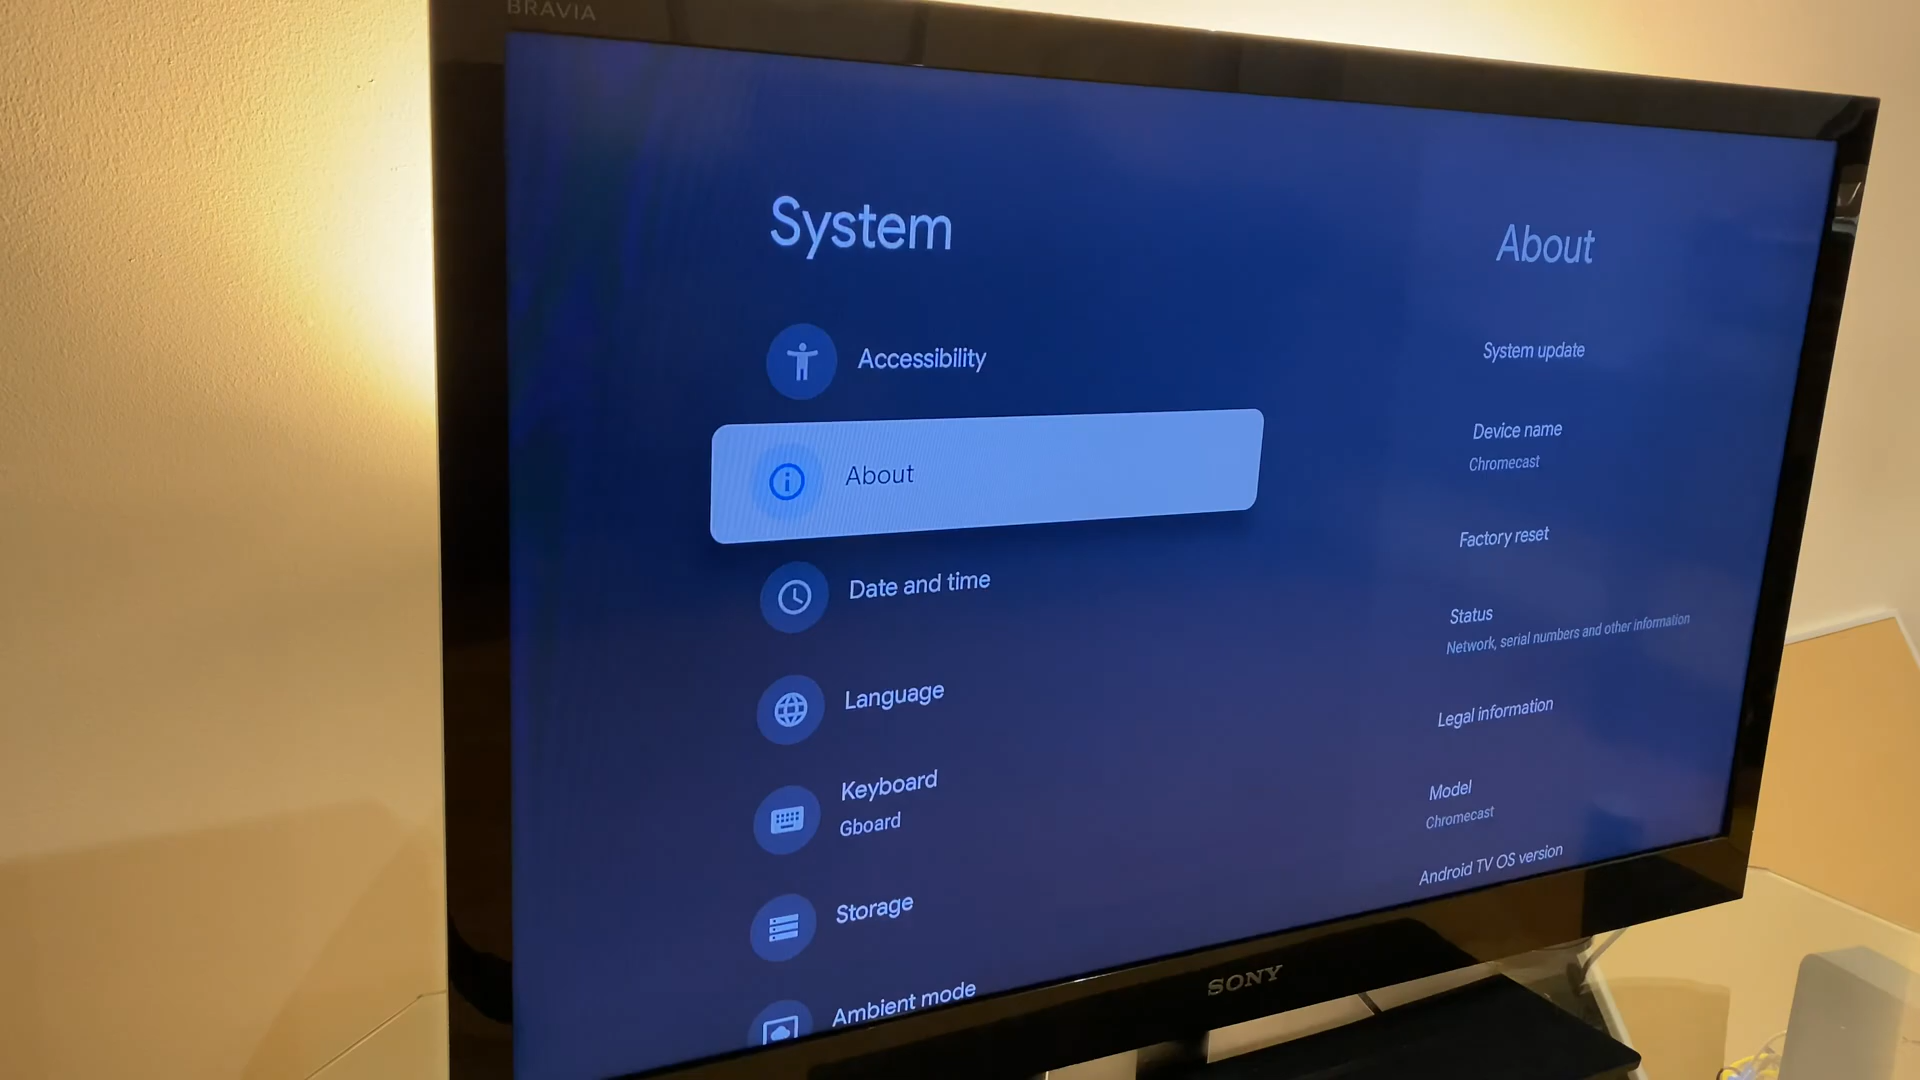 BRAVIA
System
Accessibility
About
Date and time
Language
Keyboard
Gboard
Storage
Ambient mode
About
System update
Device name
Chromecast
Factory reset
Status
Network, serial numbers and other information
Legal information
Model
Chromecast
Android TV OS version
SONY